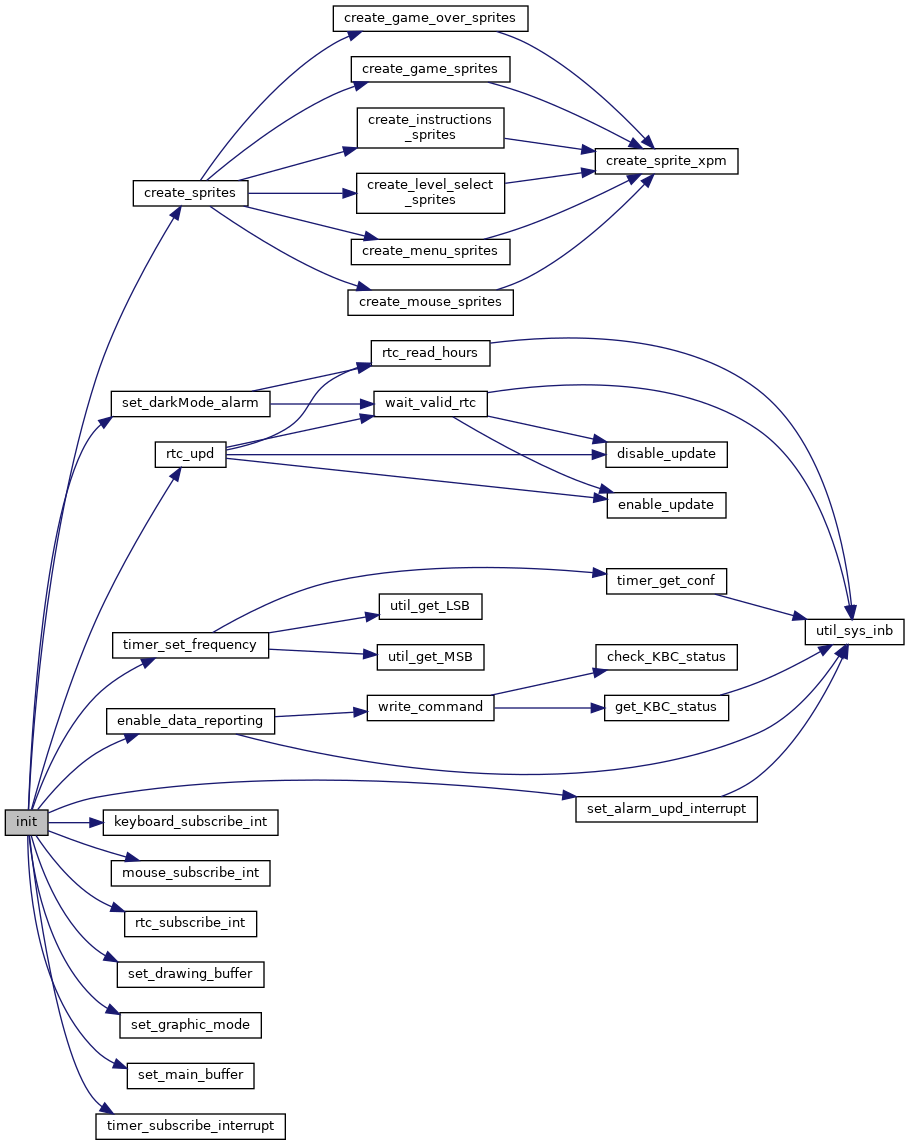 create_game_over_sprites
create_game_sprites
create_instructions
_sprites
create_sprite_xpm
create_level_select
_sprites
create_sprites
create_menu_sprites
create_mouse_sprites
rtc_read_hours
set_darkMode_alarm
wait_valid_rtc
rtc_upd
disable_update
enable_update
timer_get_conf
util_get_LSB
util_sys_inb
timer_set_frequency
util_get_MSB
check_KBC_status
write_command
get_KBC_status
enable_data_reporting
set_alarm_upd_interrupt
init
keyboard_subscribe_int
mouse_subscribe_int
rtc_subscribe_int
set_drawing_buffer
set_graphic_mode
set_main_buffer
timer_subscribe_interrupt